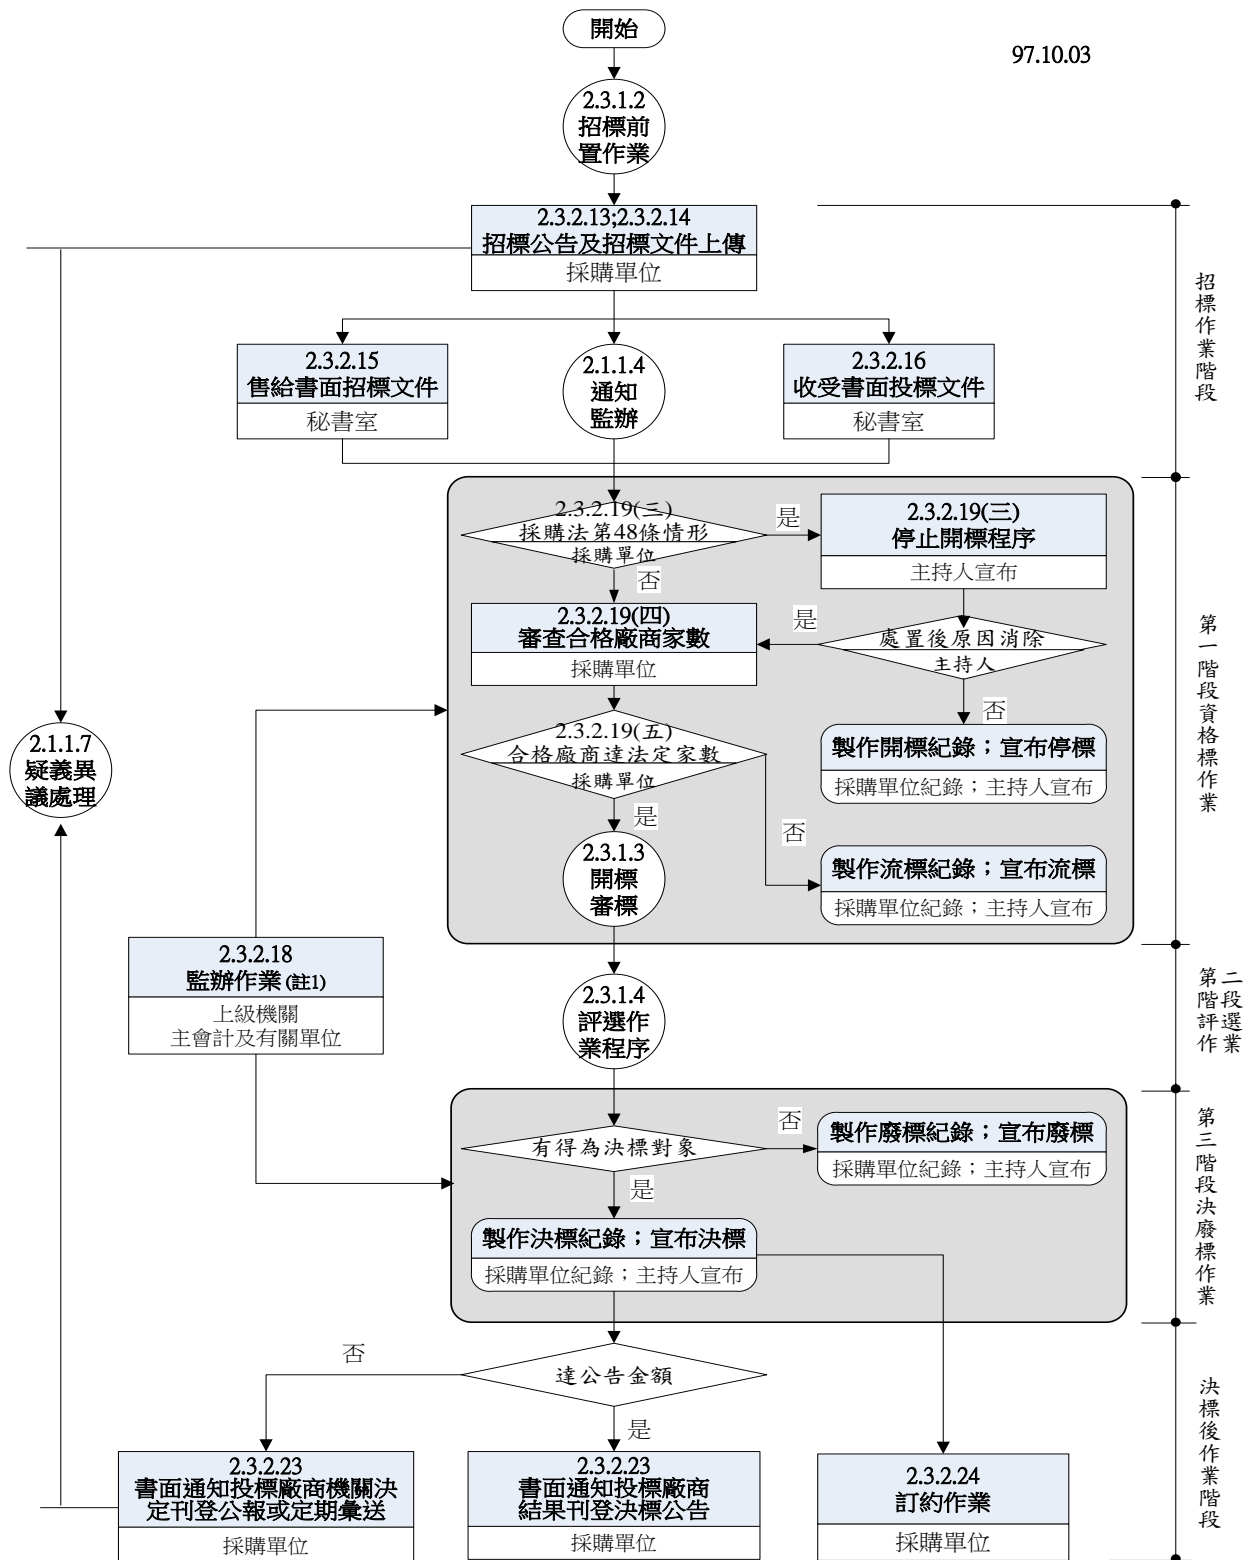 開始
97.10.03
2.3.1.2
招標前
置作業
2.3.2.13;2.3.2.14
招標公告及招標文件上傳
採購單位
招標作業階段
2.3.2.15
售給書面招標文件
秘書室
2.1.1.4
通知
監辦
2.3.2.16
收受書面投標文件
秘書室
2.3.2.19(三)
採購法第48條情形
採購單位
是
否
2.3.2.19(三)
停止開標程序
主持人宣布
2.3.2.19(四)
審查合格廠商家數
採購單位
是
處置後原因消除
主持人
否
第一階段資格標作業
2.3.2.19(五)
合格廠商達法定家數
採購單位
是
否
製作開標紀錄；宣布停標
採購單位紀錄；主持人宣布
2.1.1.7
疑義異
議處理
2.3.1.3
開標
審標
製作流標紀錄；宣布流標
採購單位紀錄；主持人宣布
2.3.2.18
監辦作業(註1)
上級機關
主會計及有關單位
2.3.1.4
評選作
業程序
第二
階段
評選
作業
有得為決標對象
否
是
製作廢標紀錄；宣布廢標
採購單位紀錄；主持人宣布
第三階段決廢標作業
製作決標紀錄；宣布決標
採購單位紀錄；主持人宣布
達公告金額
否
是
決標後作業階段
2.3.2.23
書面通知投標廠商機關決
定刊登公報或定期彙送
採購單位
2.3.2.23
書面通知投標廠商
結果刊登決標公告
採購單位
2.3.2.24
訂約作業
採購單位